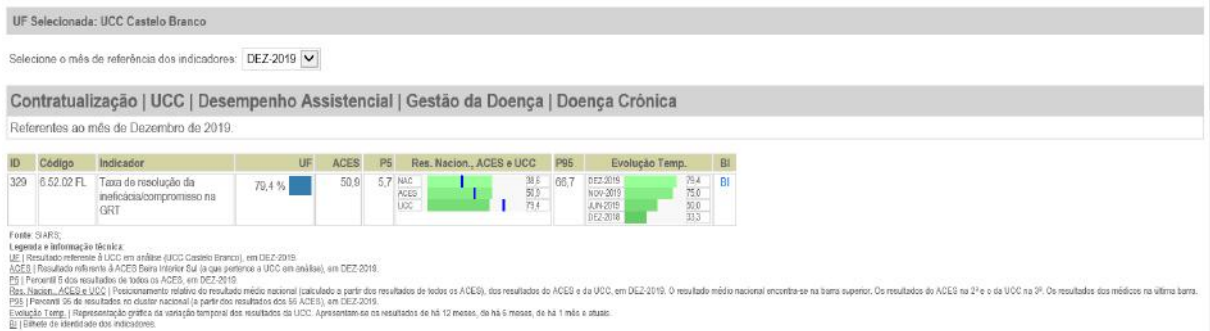 UF Selecionada: UCC Castelo Branco
Selecione o mês de referência dos indicadores: DEZ-2019
Contratualização | UCC | Desempenho Assistencial | Gestão da Doença | Doença Crónica
Referentes ao mês de Dezembro de 2019.
ID Código Indicador UF ACES P5 Res. Nacion., ACES e UCC P95 Evolução Temp. BI
329 6.52.02 FL Taxa de resolução da ineficácia/compromisso na GRT 79,4 % 50,9 5,7 66,7 BI
NAC 38,6
ACES 50,9
UCC 79,4
DEZ-2019 79,4
NOV-2019 75,0
JUN-2019 50,0
DEZ-2018 33,3
Fonte: SIARS;
Legenda e informação técnica:
UF | Resultado referente à UCC em análise (UCC Castelo Branco), em DEZ-2019.
ACES | Resultado referente à ACES Beira Interior Sul (a que pertence a UCC em análise), em DEZ-2019.
P5 | Percentil 5 dos resultados de todos os ACES, em DEZ-2019.
Res. Nacion., ACES e UCC | Posicionamento relativo do resultado médio nacional (calculado a partir dos resultados de todos os ACES), dos resultados do ACES e da UCC, em DEZ-2019. O resultado médio nacional encontra-se na barra superior. Os resultados do ACES na 2ª e o da UCC na 3ª. Os resultados dos médicos na última barra.
P95 | Percentil 95 de resultados no cluster nacional (a partir dos resultados dos 55 ACES), em DEZ-2019.
Evolução Temp. | Representação gráfica da variação temporal dos resultados da UCC. Apresentam-se os resultados de há 12 meses, de há 6 meses, de há 1 mês e atuais.
BI | Bilhete de identidade dos indicadores.